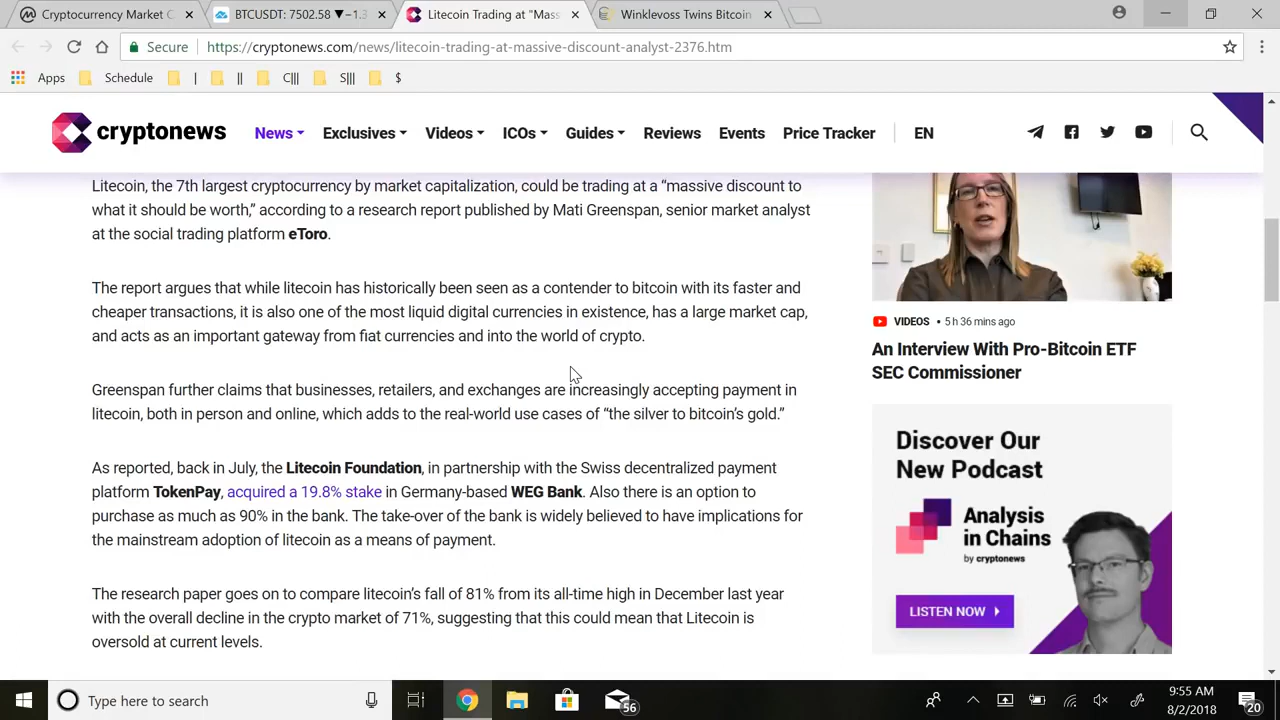 Cryptocurrency Market C
BTCUSDT: 7502.58 ▼−1.3
Litecoin Trading at "Mass
Winklevoss Twins Bitcoin
Secure
https://cryptonews.com/news/litecoin-trading-at-massive-discount-analyst-2376.htm
Apps
Schedule
|
||
C|||
S|||
$
cryptonews
News
Exclusives
Videos
ICOs
Guides
Reviews
Events
Price Tracker
EN
Litecoin, the 7th largest cryptocurrency by market capitalization, could be trading at a “massive discount to
what it should be worth,” according to a research report published by Mati Greenspan, senior market analyst
at the social trading platform eToro.
The report argues that while litecoin has historically been seen as a contender to bitcoin with its faster and
cheaper transactions, it is also one of the most liquid digital currencies in existence, has a large market cap,
and acts as an important gateway from fiat currencies and into the world of crypto.
Greenspan further claims that businesses, retailers, and exchanges are increasingly accepting payment in
litecoin, both in person and online, which adds to the real-world use cases of “the silver to bitcoin’s gold.”
As reported, back in July, the Litecoin Foundation, in partnership with the Swiss decentralized payment
platform TokenPay, acquired a 19.8% stake in Germany-based WEG Bank. Also there is an option to
purchase as much as 90% in the bank. The take-over of the bank is widely believed to have implications for
the mainstream adoption of litecoin as a means of payment.
The research paper goes on to compare litecoin’s fall of 81% from its all-time high in December last year
with the overall decline in the crypto market of 71%, suggesting that this could mean that Litecoin is
oversold at current levels.
VIDEOS • 5 h 36 mins ago
An Interview With Pro-Bitcoin ETF
SEC Commissioner
Discover Our
New Podcast
Analysis
in Chains
by cryptonews
LISTEN NOW
Type here to search
56
9:55 AM
8/2/2018
20